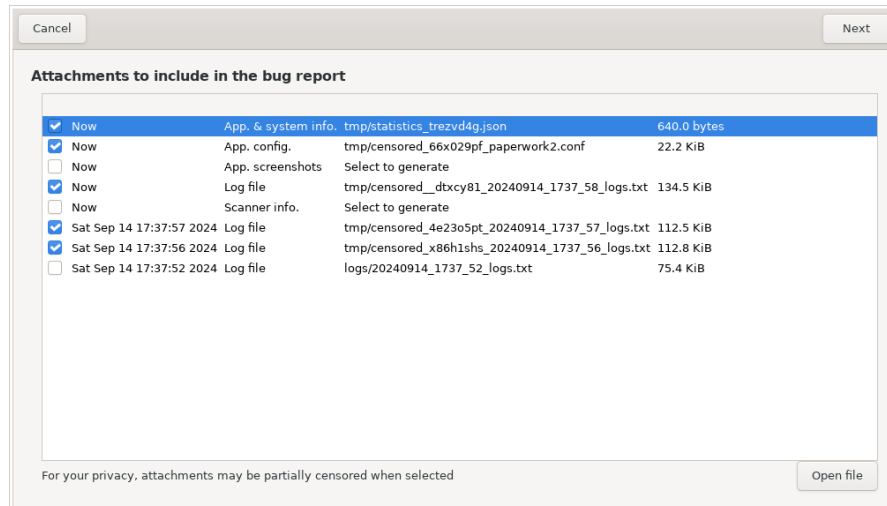 Cancel Next
Attachments to include in the bug report
Now App. & system info. tmp/statistics_trezvd4g.json 640.0 bytes
Now App. config. tmp/censored_66x029pf_paperwork2.conf 22.2 KiB
Now App. screenshots Select to generate
Now Log file tmp/censored__dtxcy81_20240914_1737_58_logs.txt 134.5 KiB
Now Scanner info. Select to generate
Sat Sep 14 17:37:57 2024 Log file tmp/censored_4e23o5pt_20240914_1737_57_logs.txt 112.5 KiB
Sat Sep 14 17:37:56 2024 Log file tmp/censored_x86h1shs_20240914_1737_56_logs.txt 112.8 KiB
Sat Sep 14 17:37:52 2024 Log file logs/20240914_1737_52_logs.txt 75.4 KiB
For your privacy, attachments may be partially censored when selected Open file